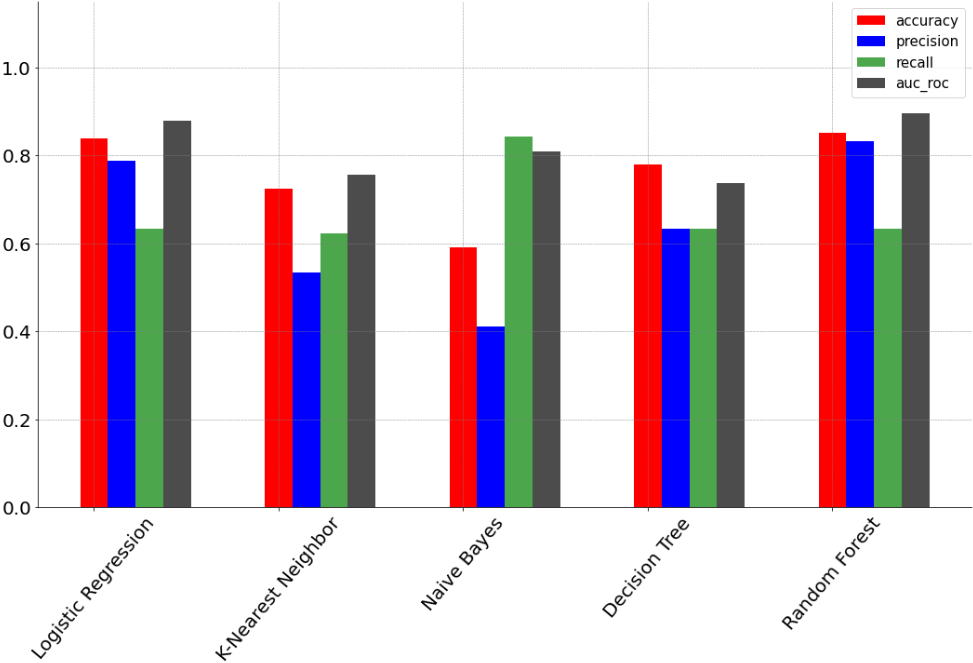 accuracy
precision
recall
auc_roc
1.0
0.8
0.6
0.4
0.2
0.0
Logistic Regression
K-Nearest Neighbor
Naive Bayes
Decision Tree
Random Forest